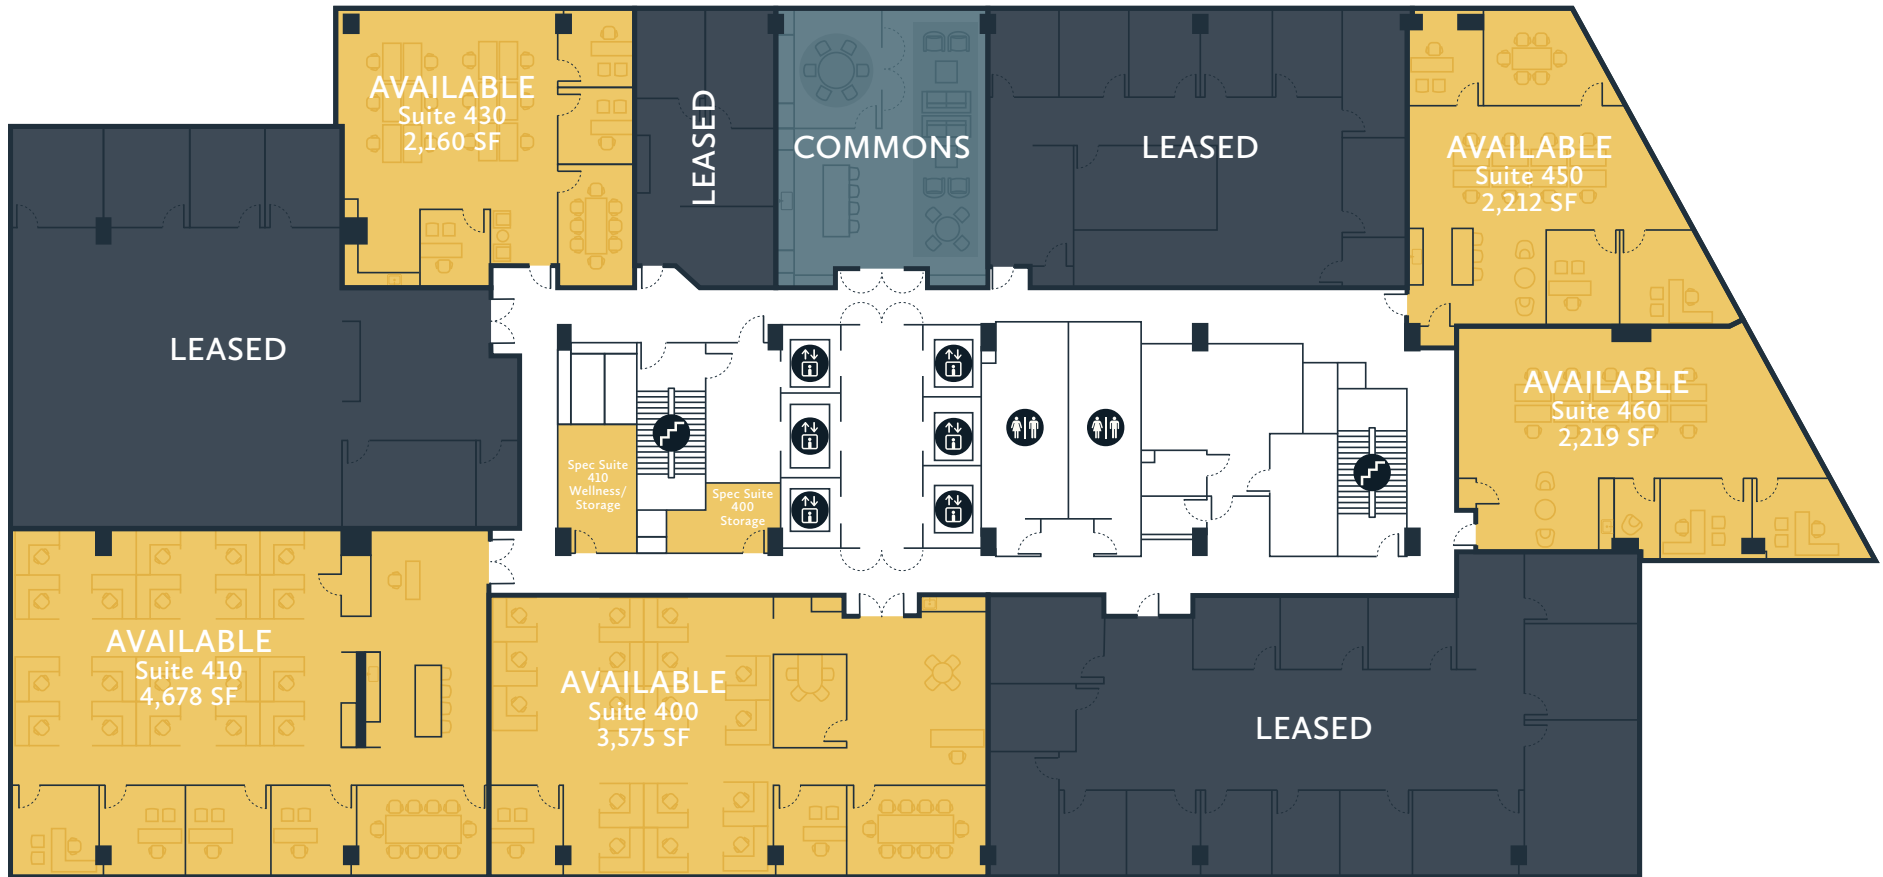 AVAILABLE
Suite 430
2,160 SF
LEASED
COMMONS
LEASED
AVAILABLE
Suite 450
2,212 SF
LEASED
AVAILABLE
Suite 460
2,219 SF
Spec Suite
410
Wellness/
Storage
Spec Suite
400
Storage
AVAILABLE
Suite 410
4,678 SF
AVAILABLE
Suite 400
3,575 SF
LEASED